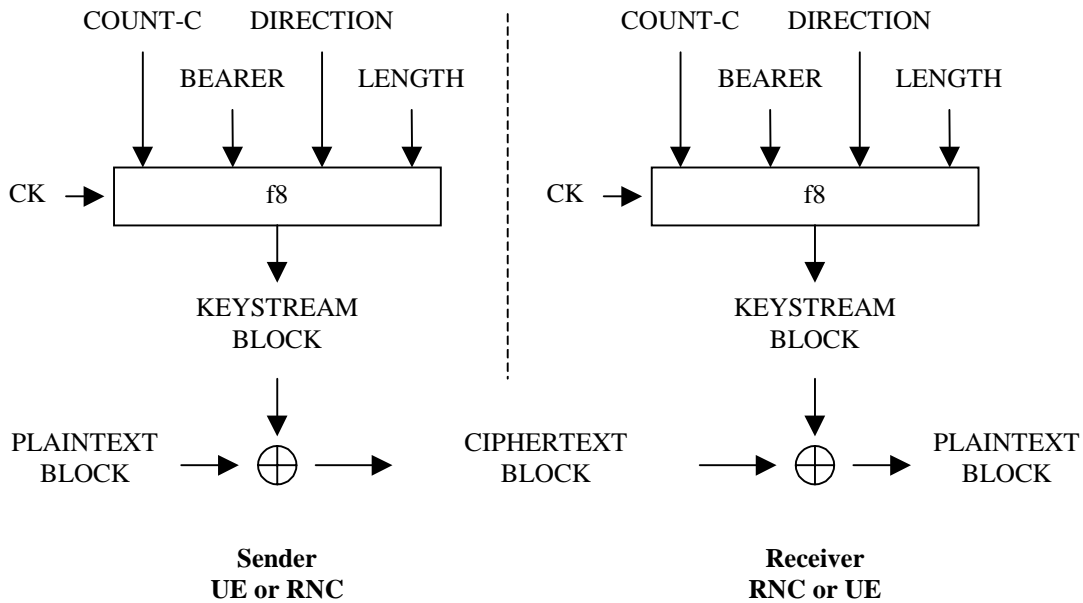 COUNT-C DIRECTION COUNT-C DIRECTION
BEARER LENGTH BEARER LENGTH
CK f8 CK f8
KEYSTREAM KEYSTREAM
BLOCK BLOCK
PLAINTEXT CIPHERTEXT PLAINTEXT
BLOCK BLOCK BLOCK
Sender Receiver
UE or RNC RNC or UE